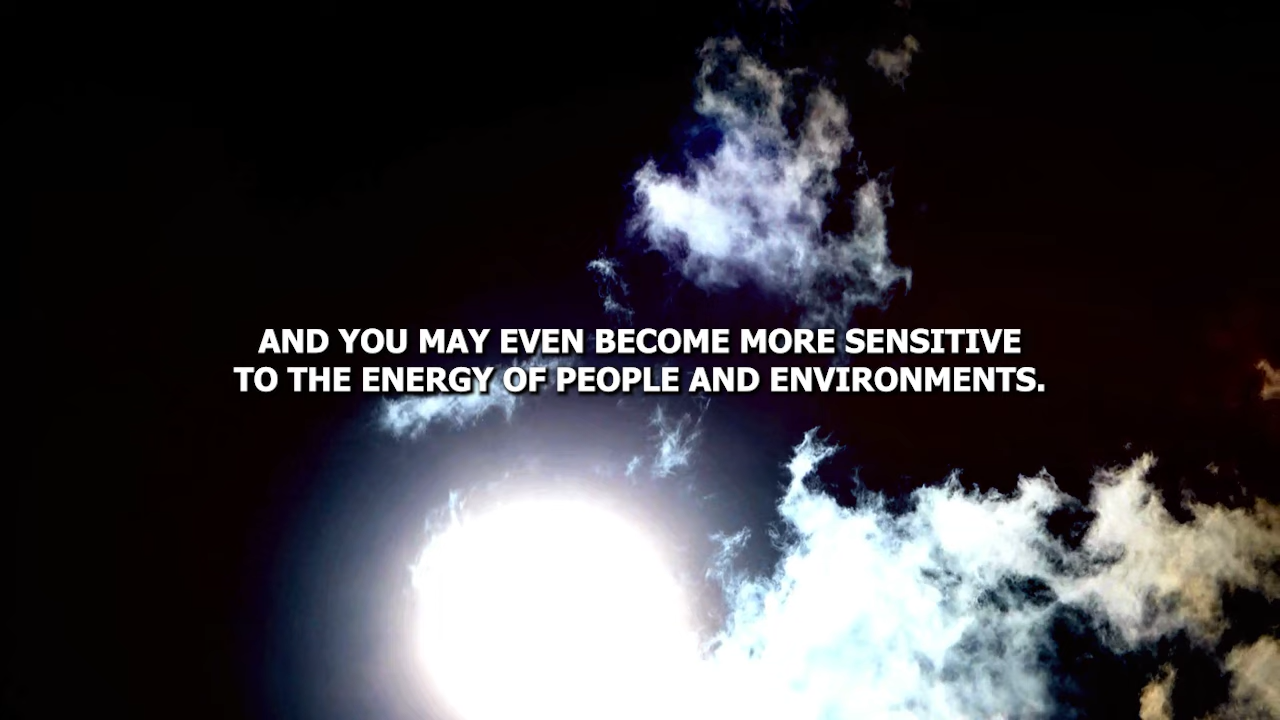 AND YOU MAY EVEN BECOME MORE SENSITIVE
TO THE ENERGY OF PEOPLE AND ENVIRONMENTS.